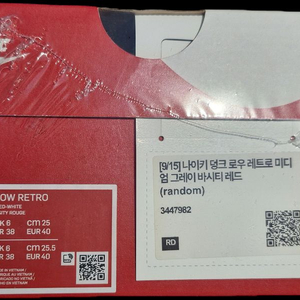 [9/15] 나이키 덩크 로우 레트로 미디
엄 그레이 바시티 레드
(random)
3447982
RD
OW RETRO
ED-WHITE
ITY ROUGE
K 6 cm 25
R 38 EUR 40
K 6 cm 25.5
R 38 EUR 40